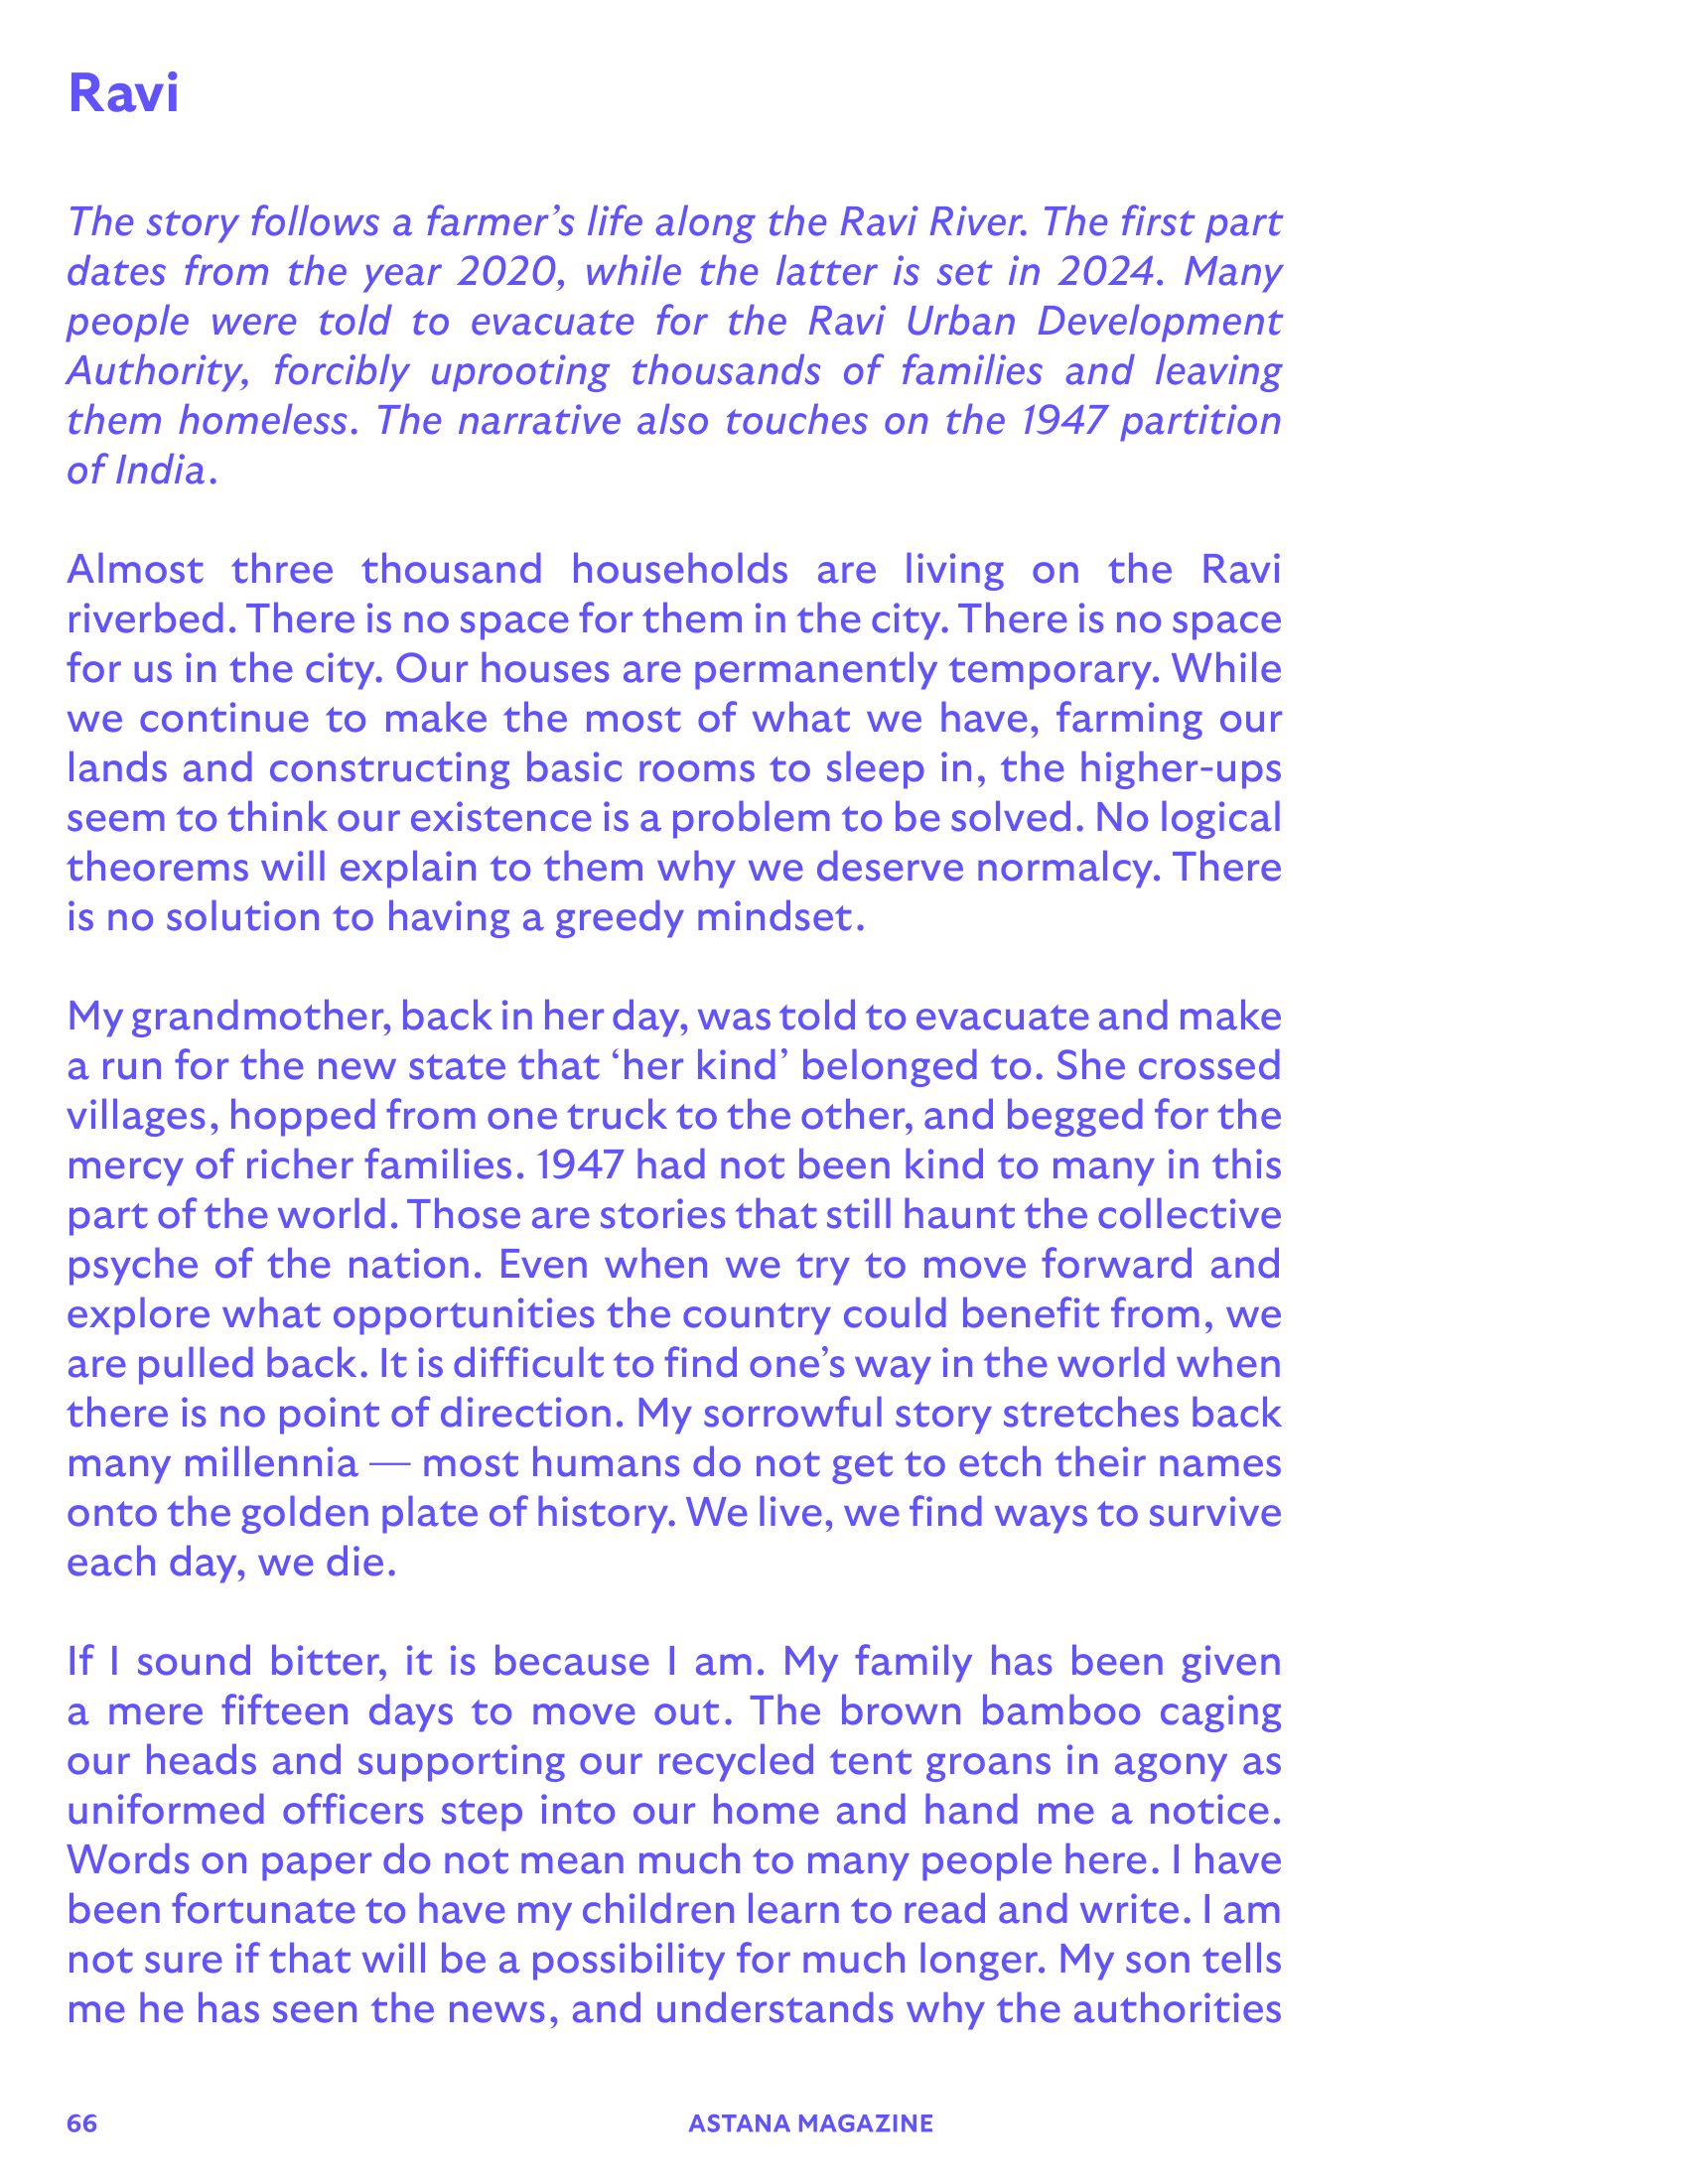 Ravi
The story follows a farmer’s life along the Ravi River. The first part
dates from the year 2020, while the latter is set in 2024. Many
people were told to evacuate for the Ravi Urban Development
Authority, forcibly uprooting thousands of families and leaving
them homeless. The narrative also touches on the 1947 partition
of India.
Almost three thousand households are living on the Ravi
riverbed. There is no space for them in the city. There is no space
for us in the city. Our houses are permanently temporary. While
we continue to make the most of what we have, farming our
lands and constructing basic rooms to sleep in, the higher-ups
seem to think our existence is a problem to be solved. No logical
theorems will explain to them why we deserve normalcy. There
is no solution to having a greedy mindset.
My grandmother, back in her day, was told to evacuate and make
a run for the new state that ‘her kind’ belonged to. She crossed
villages, hopped from one truck to the other, and begged for the
mercy of richer families. 1947 had not been kind to many in this
part of the world. Those are stories that still haunt the collective
psyche of the nation. Even when we try to move forward and
explore what opportunities the country could benefit from, we
are pulled back. It is difficult to find one’s way in the world when
there is no point of direction. My sorrowful story stretches back
many millennia — most humans do not get to etch their names
onto the golden plate of history. We live, we find ways to survive
each day, we die.
If I sound bitter, it is because I am. My family has been given
a mere fifteen days to move out. The brown bamboo caging
our heads and supporting our recycled tent groans in agony as
uniformed officers step into our home and hand me a notice.
Words on paper do not mean much to many people here. I have
been fortunate to have my children learn to read and write. I am
not sure if that will be a possibility for much longer. My son tells
me he has seen the news, and understands why the authorities
66
ASTANA MAGAZINE